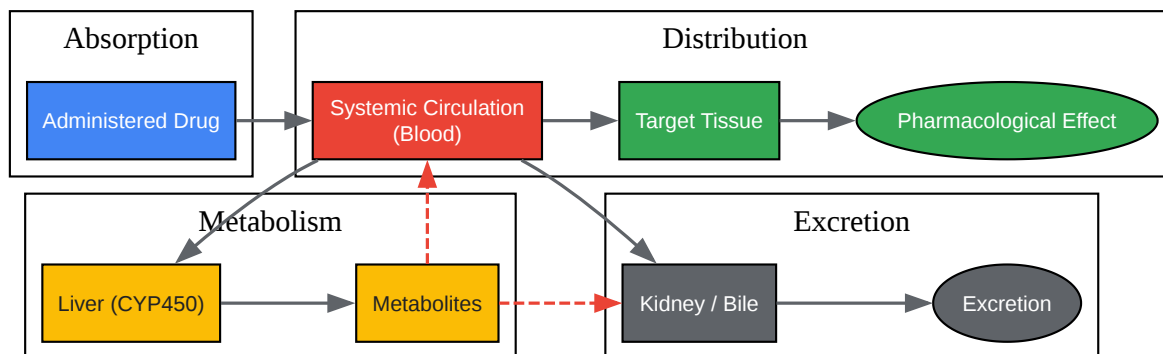 Absorption
Distribution
Administered Drug
Systemic Circulation
(Blood)
Target Tissue
Pharmacological Effect
Metabolism
Excretion
Liver (CYP450)
Metabolites
Kidney / Bile
Excretion